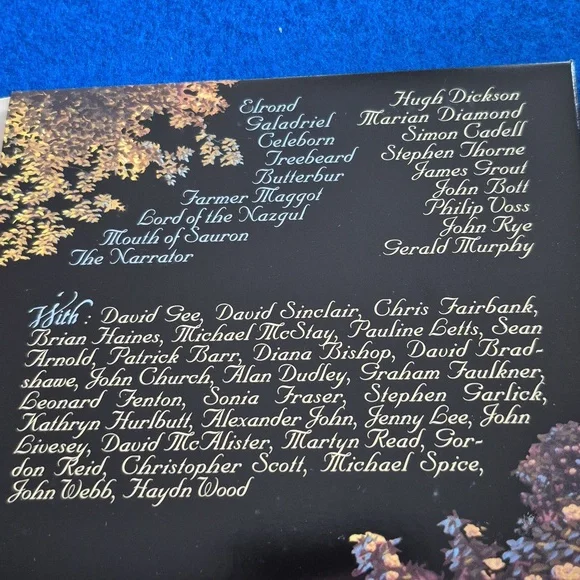 Elrond Hugh Dickson
Galadriel Marian Diamond
Celeborn Simon Cadell
Treebeard Stephen Thorne
Butterbur James Grout
Farmer Maggot John Bott
Lord of the Nazgul Philip Voss
Mouth of Sauron John Rye
The Narrator Gerald Murphy
With: David Gee, David Sinclair, Chris Fairbank,
Brian Haines, Michael McStay, Pauline Letts, Sean
Arnold, Patrick Barr, Diana Bishop, David Brad-
shawe, John Church, Alan Dudley, Graham Faulkner,
Leonard Fenton, Sonia Fraser, Stephen Garlick,
Kathryn Hurlbutt, Alexander John, Jenny Lee, John
Livesey, David McAlister, Martyn Read, Gor-
don Reid, Christopher Scott, Michael Spice,
John Webb, Haydn Wood